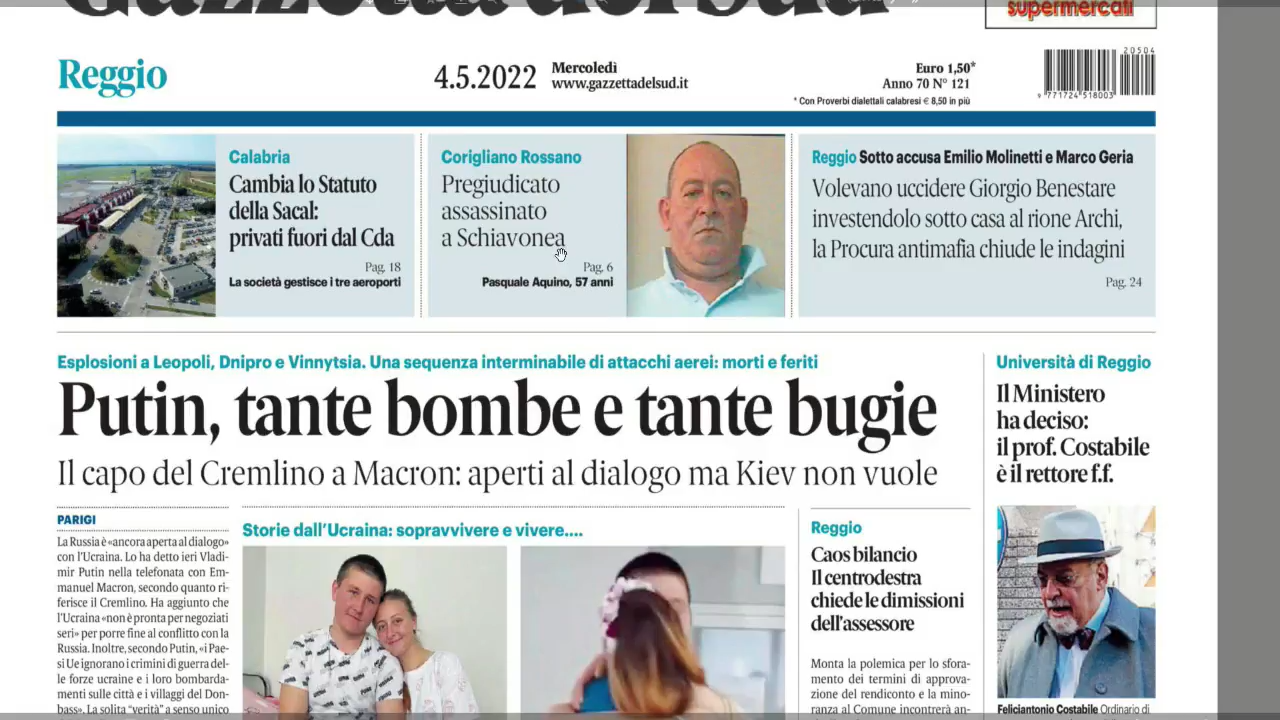 Gazzetta del Sud
supermercati
Reggio
4.5.2022
Mercoledì
www.gazzettadelsud.it
Euro 1,50*
Anno 70 N° 121
* Con Proverbi dialettali calabresi € 8,50 in più
20504
9 771724 518003
Calabria
Cambia lo Statuto
della Sacal:
privati fuori dal Cda
Pag. 18
La società gestisce i tre aeroporti
Corigliano Rossano
Pregiudicato
assassinato
a Schiavonea
Pag. 6
Pasquale Aquino, 57 anni
Reggio Sotto accusa Emilio Molinetti e Marco Geria
Volevano uccidere Giorgio Benestare
investendolo sotto casa al rione Archi,
la Procura antimafia chiude le indagini
Pag. 24
Esplosioni a Leopoli, Dnipro e Vinnytsia. Una sequenza interminabile di attacchi aerei: morti e feriti
Putin, tante bombe e tante bugie
Il capo del Cremlino a Macron: aperti al dialogo ma Kiev non vuole
PARIGI
La Russia è «ancora aperta al dialogo»
con l'Ucraina. Lo ha detto ieri Vladi-
mir Putin nella telefonata con Em-
manuel Macron, secondo quanto ri-
ferisce il Cremlino. Ha aggiunto che
l'Ucraina «non è pronta per negoziati
seri» per porre fine al conflitto con la
Russia. Inoltre, secondo Putin, «i Pae-
si Ue ignorano i crimini di guerra del-
le forze ucraine e i loro bombarda-
menti sulle città e i villaggi del Don-
bass». La solita "verità" a senso unico
Storie dall'Ucraina: sopravvivere e vivere....
Reggio
Caos bilancio
Il centrodestra
chiede le dimissioni
dell'assessore
Monta la polemica per lo sfora-
mento dei termini di approva-
zione del rendiconto e la mino-
ranza al Comune incontrerà an-
Università di Reggio
Il Ministero
ha deciso:
il prof. Costabile
è il rettore f.f.
Feliciantonio Costabile Ordinario di